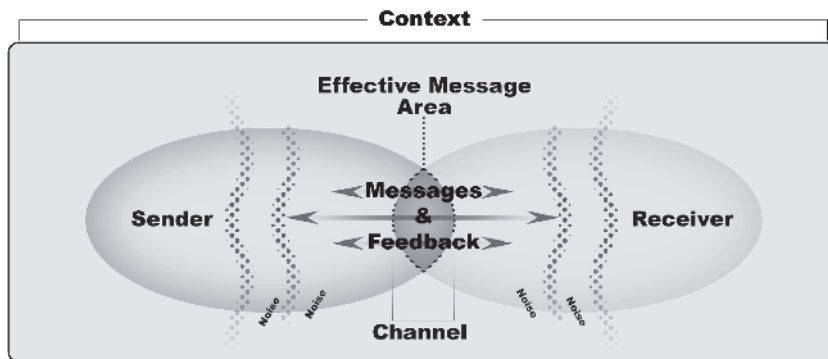 Context
Effective Message
Area
Messages
Sender
&
Receiver
Feedback
Noise
Noise
Noise
Noise
Channel